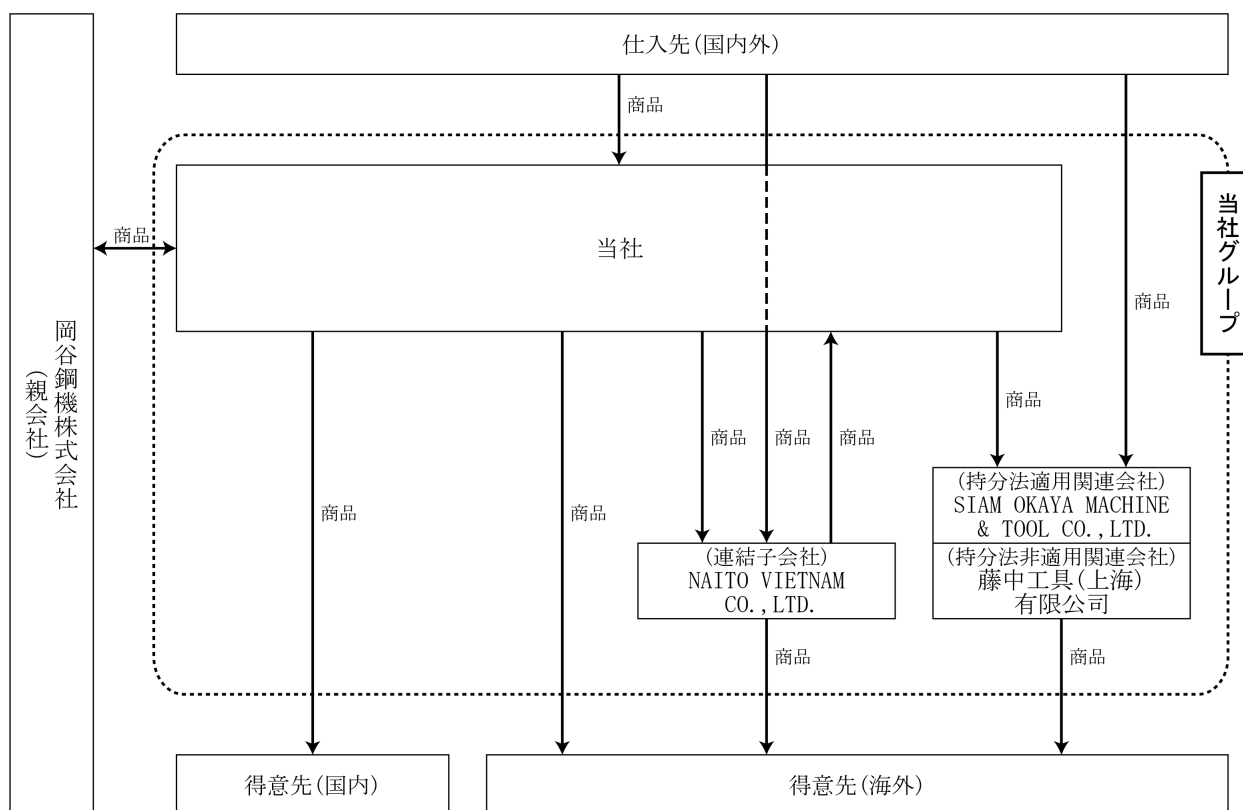 仕入先(国内外)
商品
当社グループ
当社
商品
岡谷鋼機株式会社
(親会社)
商品
商品
商品
商品
商品
商品
商品
商品
(持分法適用関連会社)
SIAM OKAYA MACHINE
& TOOL CO.,LTD.
(連結子会社)
NAITO VIETNAM
CO.,LTD.
(持分法非適用関連会社)
藤中工具(上海)
有限公司
商品
商品
得意先(国内)
得意先(海外)